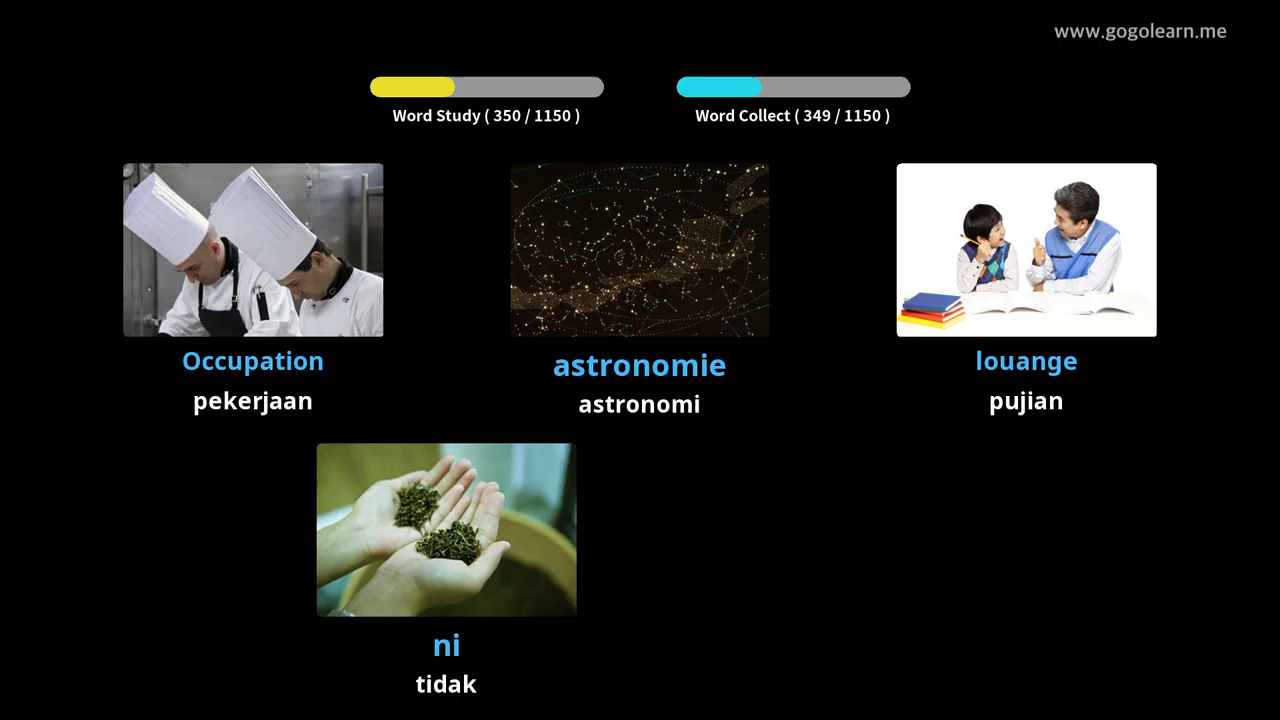 www.gogolearn.me
Word Study ( 350 / 1150 )
Word Collect ( 349 / 1150 )
Occupation
pekerjaan
astronomie
astronomi
louange
pujian
ni
tidak